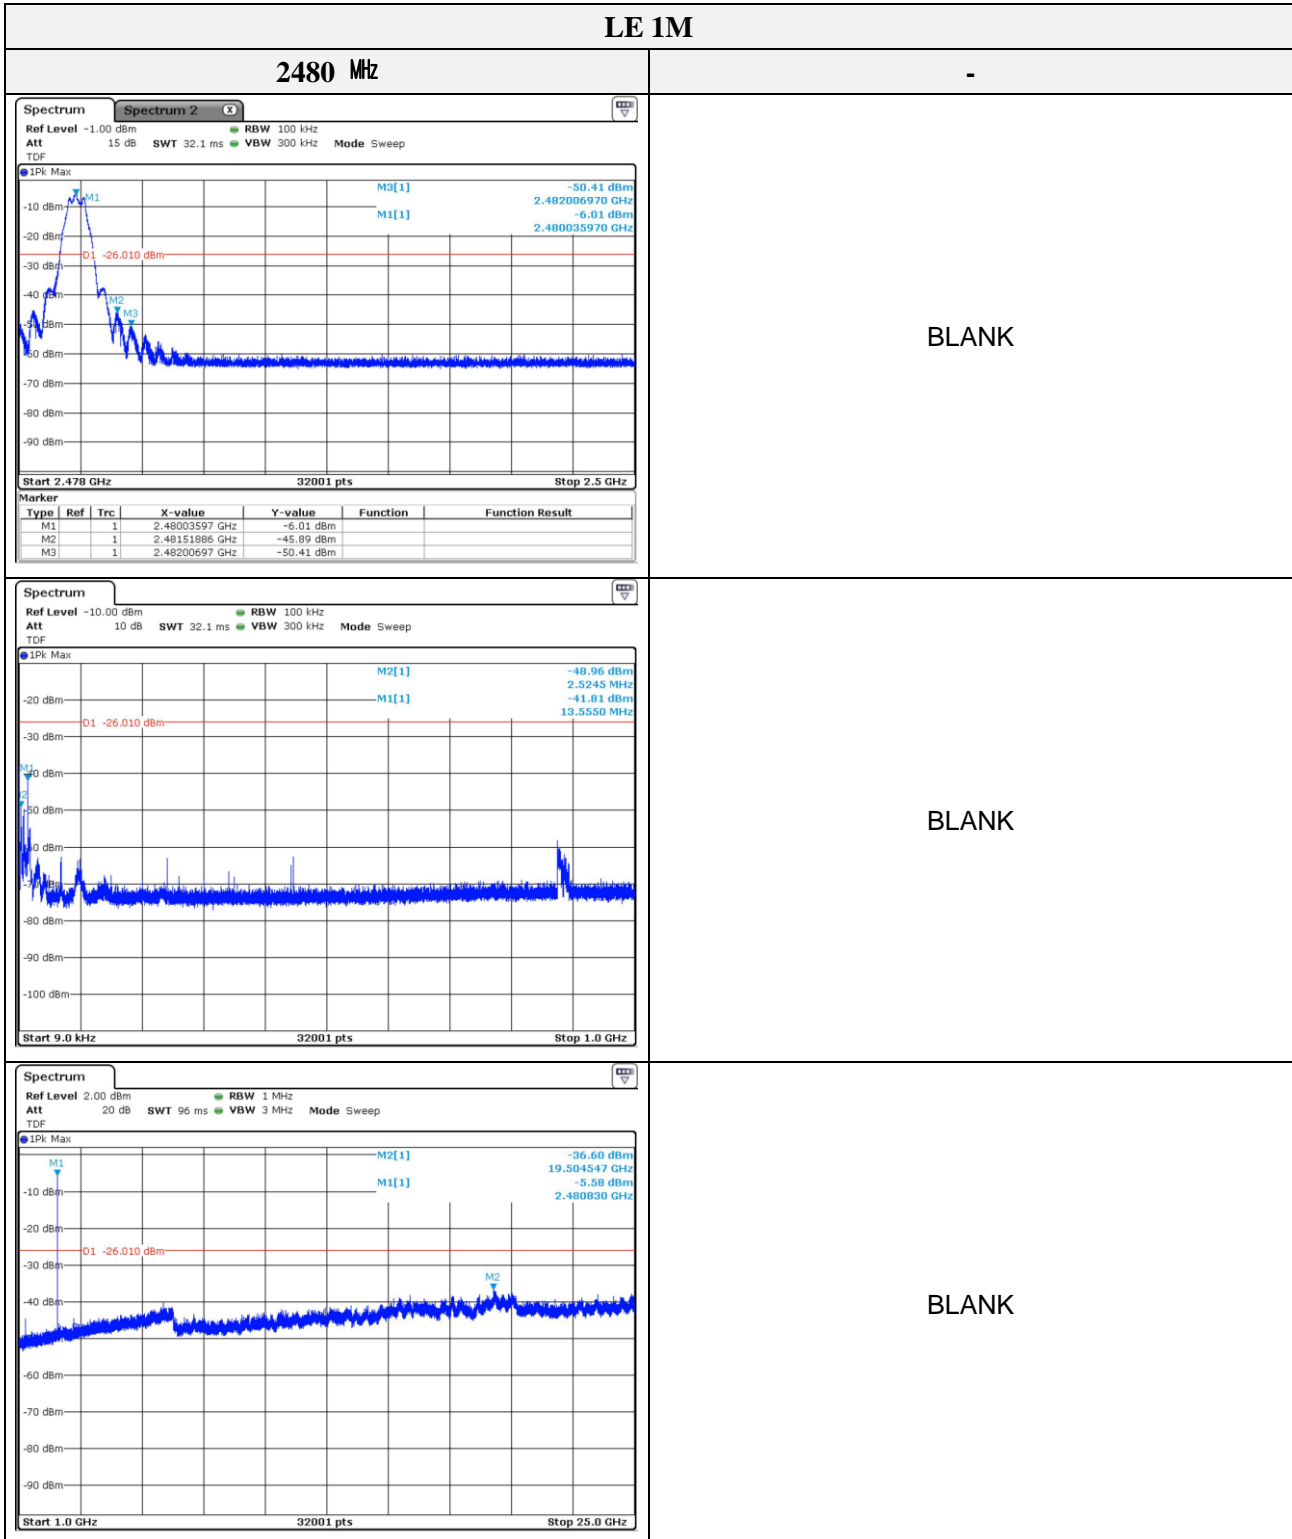 LE 1M
2480 MHz
-
Spectrum Spectrum 2 X
Ref Level -1.00 dBm RBW 100 kHz
Att 15 dB SWT 32.1 ms VBW 300 kHz Mode Sweep
TDF
1Pk Max
M3[1] -50.41 dBm
2.482006970 GHz
M1[1] -6.01 dBm
2.480035970 GHz
M1
-10 dBm
-20 dBm
D1 -26.010 dBm
-30 dBm
-40 dBm
M2
M3
-50 dBm
-60 dBm
-70 dBm
-80 dBm
-90 dBm
Start 2.478 GHz 32001 pts Stop 2.5 GHz
Marker
Type Ref Trc X-value Y-value Function Function Result
M1 1 2.48003597 GHz -6.01 dBm
M2 1 2.48151886 GHz -45.89 dBm
M3 1 2.48200697 GHz -50.41 dBm
BLANK
Spectrum
Ref Level -10.00 dBm RBW 100 kHz
Att 10 dB SWT 32.1 ms VBW 300 kHz Mode Sweep
TDF
1Pk Max
M2[1] -48.96 dBm
2.5245 MHz
M1[1] -41.81 dBm
13.5550 MHz
-20 dBm
D1 -26.010 dBm
-30 dBm
M1
-40 dBm
-50 dBm
-60 dBm
-70 dBm
-80 dBm
-90 dBm
-100 dBm
Start 9.0 kHz 32001 pts Stop 1.0 GHz
BLANK
Spectrum
Ref Level 2.00 dBm RBW 1 MHz
Att 20 dB SWT 96 ms VBW 3 MHz Mode Sweep
TDF
1Pk Max
M2[1] -36.60 dBm
19.504547 GHz
M1[1] -5.58 dBm
2.480830 GHz
M1
-10 dBm
-20 dBm
D1 -26.010 dBm
-30 dBm
M2
-40 dBm
-60 dBm
-70 dBm
-80 dBm
-90 dBm
Start 1.0 GHz 32001 pts Stop 25.0 GHz
BLANK